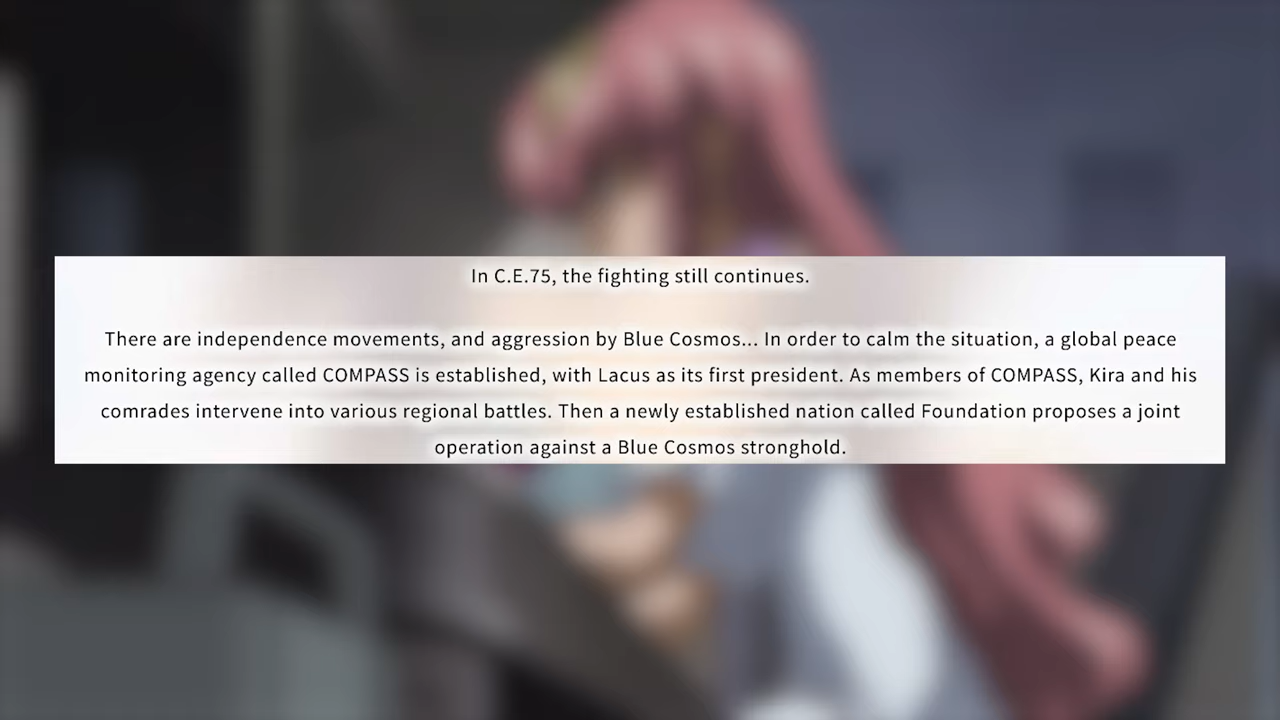 In C.E.75, the fighting still continues.
There are independence movements, and aggression by Blue Cosmos... In order to calm the situation, a global peace
monitoring agency called COMPASS is established, with Lacus as its first president. As members of COMPASS, Kira and his
comrades intervene into various regional battles. Then a newly established nation called Foundation proposes a joint
operation against a Blue Cosmos stronghold.